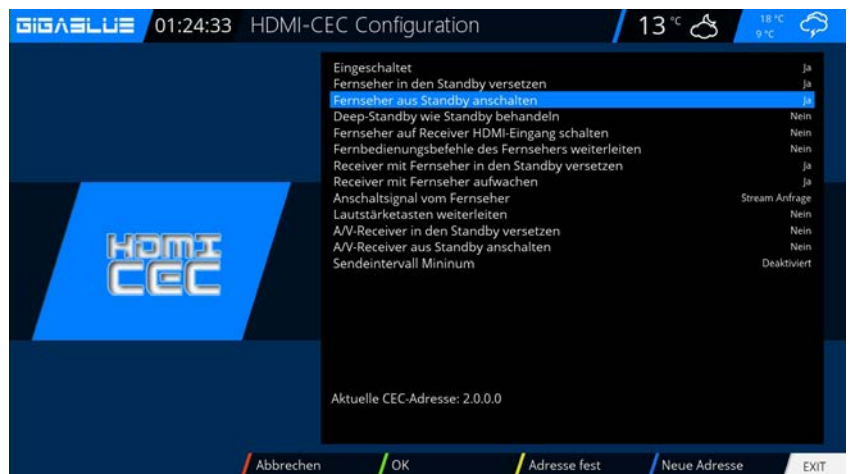 GIGABLUE 01:24:33 HDMI-CEC Configuration 13 °C 18 °C
9 °C
Eingeschaltet Ja
Fernseher in den Standby versetzen Ja
Fernseher aus Standby anschalten Ja
Deep-Standby wie Standby behandeln Nein
Fernseher auf Receiver HDMI-Eingang schalten Nein
Fernbedienungsbefehle des Fernsehers weiterleiten Nein
Receiver mit Fernseher in den Standby versetzen Ja
Receiver mit Fernseher aufwachen Ja
Anschaltsignal vom Fernseher Stream Anfrage
Lautstärketasten weiterleiten Nein
A/V-Receiver in den Standby versetzen Nein
A/V-Receiver aus Standby anschalten Nein
Sendeintervall Mininum Deaktiviert
HDMI
CEC
Aktuelle CEC-Adresse: 2.0.0.0
Abbrechen OK Adresse fest Neue Adresse EXIT